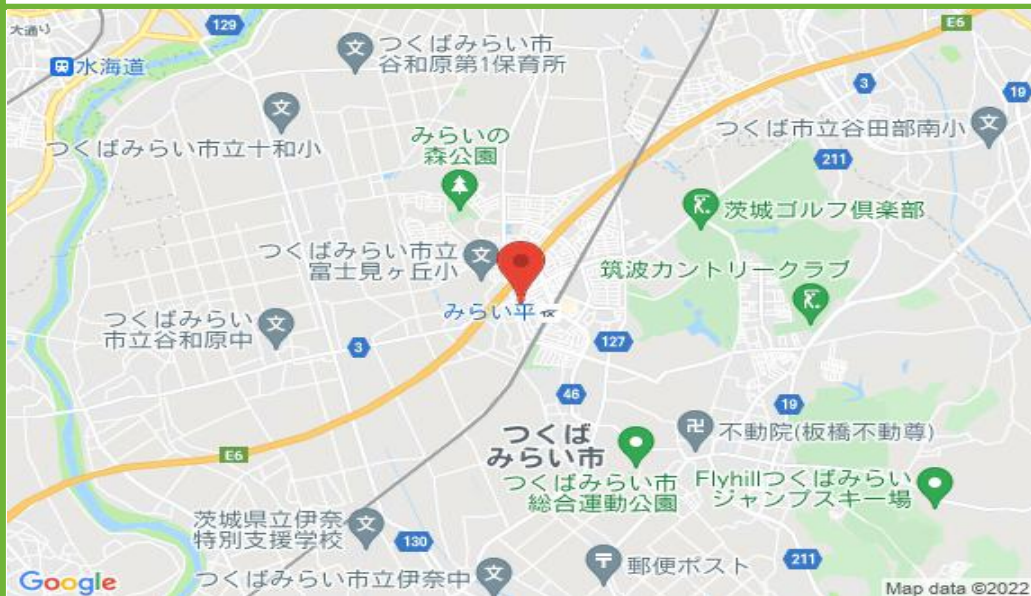 大通り
129
つくばみらい市
谷和原第1保育所
E6
水海道
3
19
つくばみらい市立十和小
みらいの
森公園
つくば市立谷田部南小
211
茨城ゴルフ倶楽部
つくばみらい市立
富士見ヶ丘小
筑波カントリークラブ
みらい平
つくばみらい
市立谷和原中
3
127
46
19
つくば
みらい市
不動院(板橋不動尊)
E6
つくばみらい市
総合運動公園
Flyhillつくばみらい
ジャンプスキー場
茨城県立伊奈
特別支援学校
130
211
郵便ポスト
つくばみらい市立伊奈中
Google
Map data ©2022